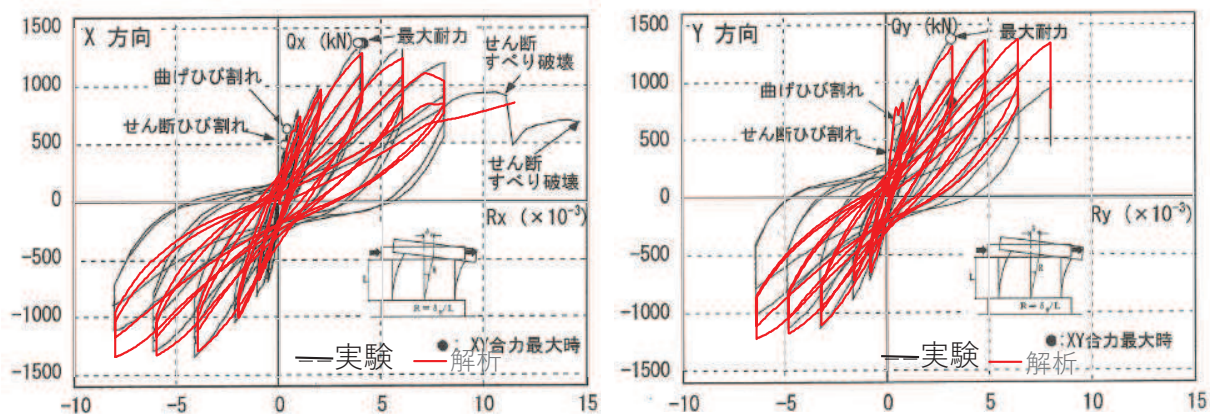 X 方向
Qx (kN)
最大耐力
せん断
すべり破壊
曲げひび割れ
せん断ひび割れ
せん断
すべり破壊
Rx (×10⁻³)
L
R=δ
/L
●:XY合力最大時
実験
解析
1500
1000
500
0
-500
-1000
-1500
-10
-5
0
5
10
15
Y 方向
Qy (kN)
最大耐力
曲げひび割れ
せん断ひび割れ
Ry (×10⁻³)
L
R
R=δ
/L
●:XY合力最大時
実験
解析
1500
1000
500
0
-500
-1000
-1500
-10
-5
0
5
10
15